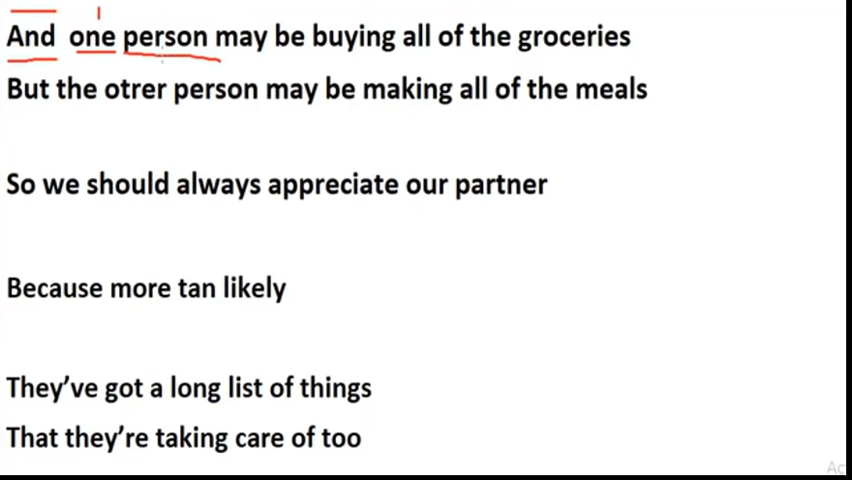 And one person may be buying all of the groceries
But the otrer person may be making all of the meals
So we should always appreciate our partner
Because more tan likely
They’ve got a long list of things
That they’re taking care of too
Ac